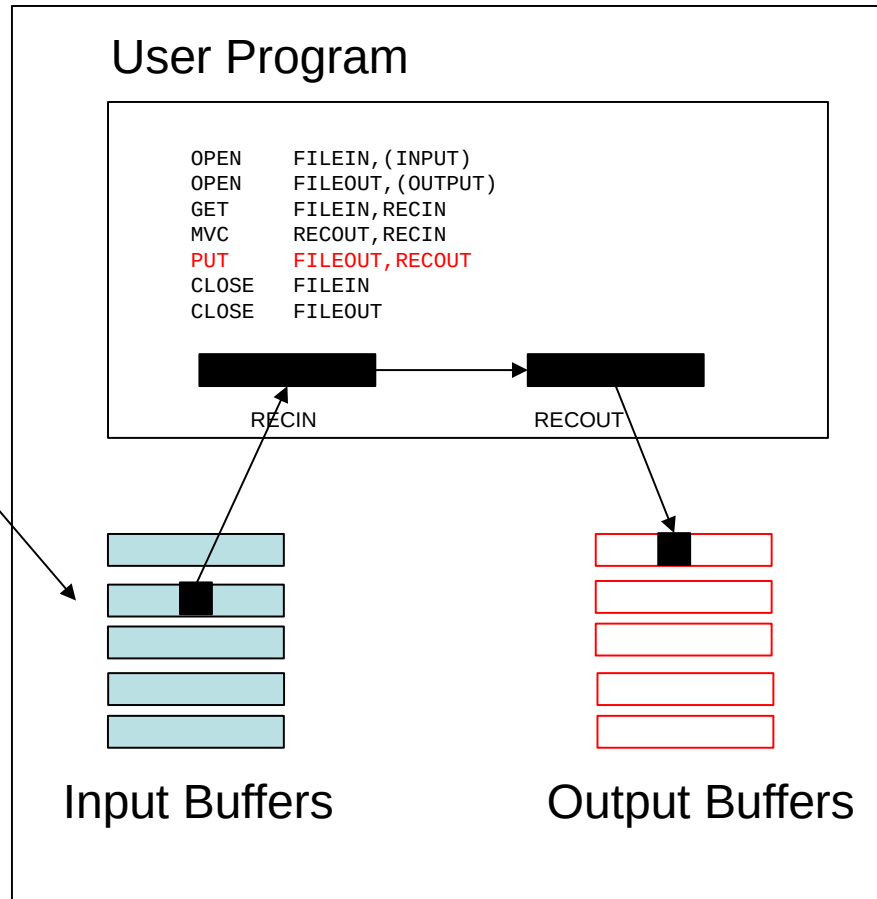 User Program
OPEN FILEIN,(INPUT)
OPEN FILEOUT,(OUTPUT)
GET FILEIN,RECIN
MVC RECOUT,RECIN
PUT FILEOUT,RECOUT
CLOSE FILEIN
CLOSE FILEOUT
RECIN RECOUT
Input Buffers Output Buffers